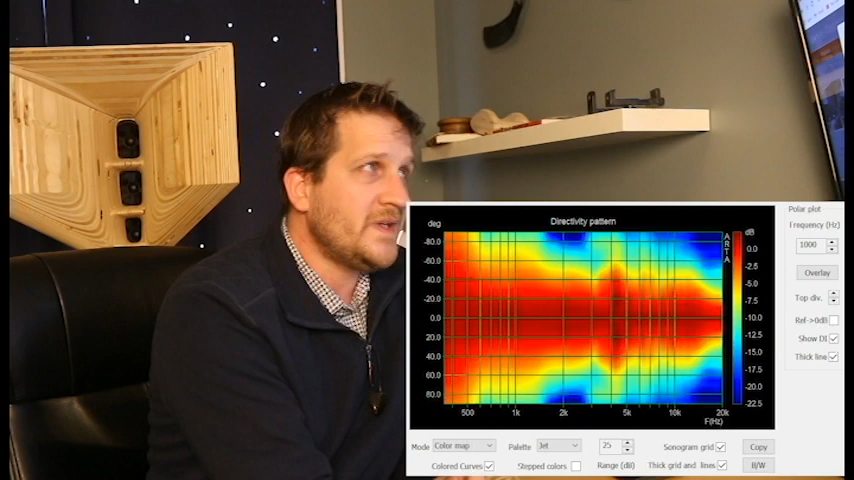 Directivity pattern
deg
dB
-80.0
-60.0
-40.0
-20.0
0.0
20.0
40.0
60.0
80.0
500
1k
2k
5k
10k
20k
F(Hz)
ARTA
0.0
-2.5
-5.0
-7.5
-10.0
-12.5
-15.0
-17.5
-20.0
-22.5
Polar plot
Frequency (Hz)
1000
Overlay
Top div.
Ref->0dB
Show DI
Thick line
Mode Color map Palette Jet 25 Sonogram grid Copy
Colored Curves Stepped colors Range (dB) Thick grid and lines B/W